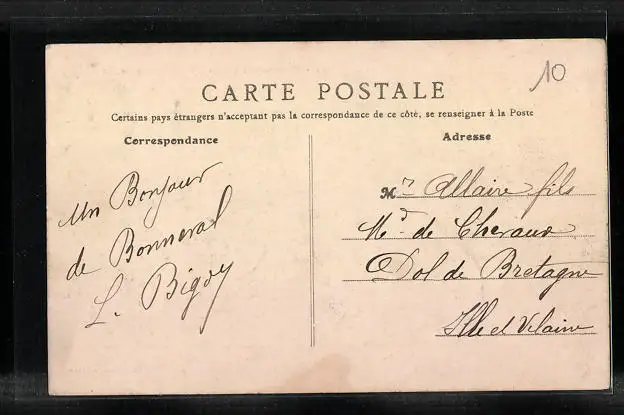 10
CARTE POSTALE
Certains pays étrangers n'acceptant pas la correspondance de ce côté, se renseigner à la Poste
Correspondance
Adresse
Un Bonjour
de Bonneval
L. Bigoy
Mr Allaire fils
Md de Chevaux
Dol de Bretagne
Ille et Vilaine